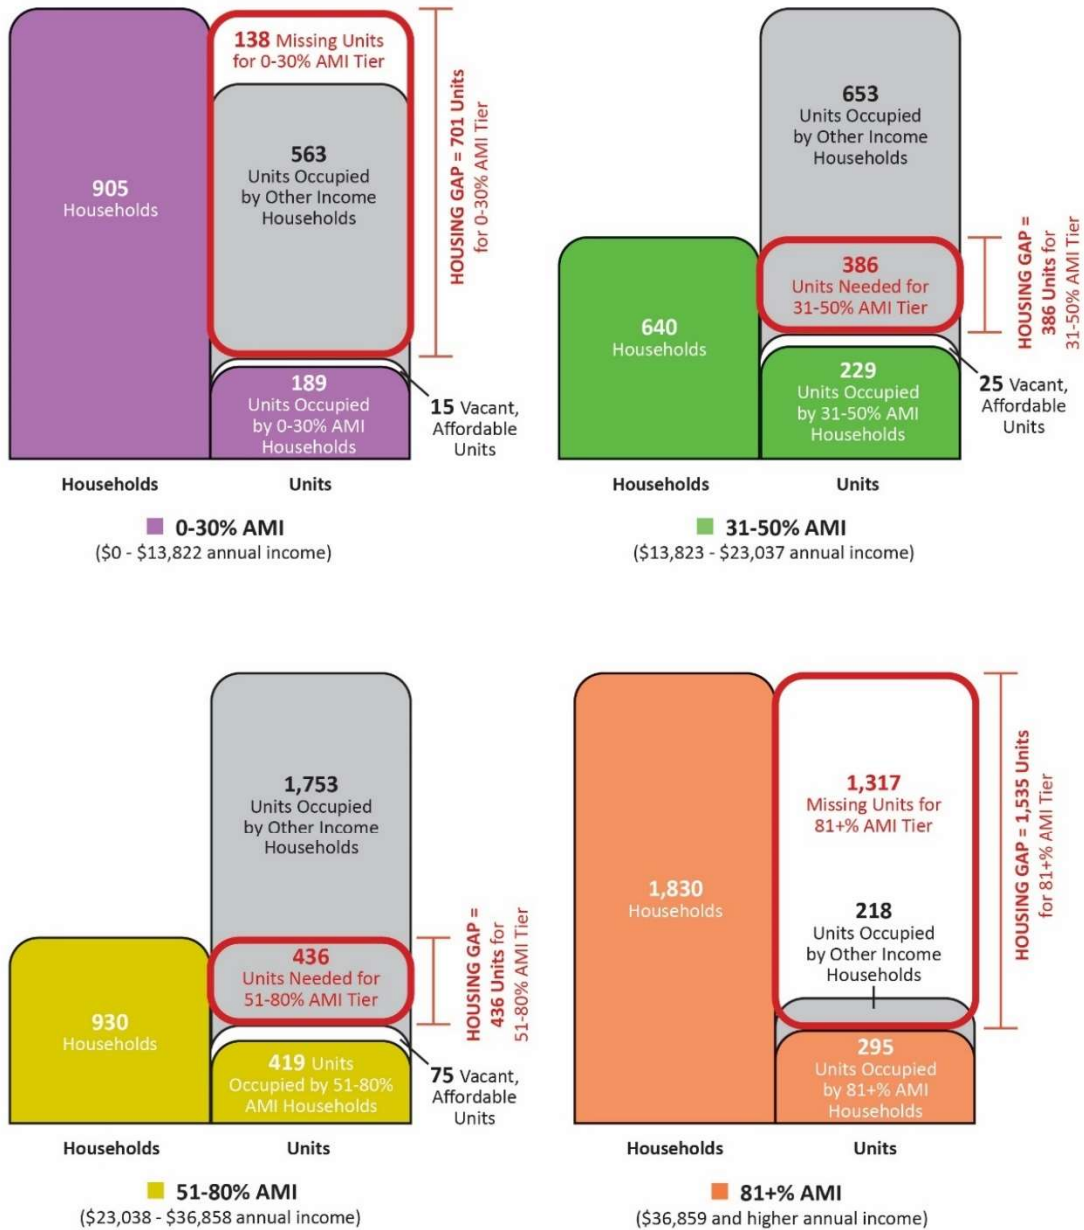 138 Missing Units
for 0-30% AMI Tier
905
Households
563
Units Occupied
by Other Income
Households
HOUSING GAP = 701 Units
for 0-30% AMI Tier
189
Units Occupied
by 0-30% AMI
Households
15 Vacant,
Affordable
Units
Households
Units
0-30% AMI
($0 - $13,822 annual income)
653
Units Occupied
by Other Income
Households
640
Households
386
Units Needed for
31-50% AMI Tier
HOUSING GAP =
386 Units for
31-50% AMI Tier
229
Units Occupied
by 31-50% AMI
Households
25 Vacant,
Affordable
Units
Households
Units
31-50% AMI
($13,823 - $23,037 annual income)
1,753
Units Occupied
by Other Income
Households
930
Households
436
Units Needed for
51-80% AMI Tier
HOUSING GAP =
436 Units for
51-80% AMI Tier
419 Units
Occupied by 51-80%
AMI Households
75 Vacant,
Affordable
Units
Households
Units
51-80% AMI
($23,038 - $36,858 annual income)
1,830
Households
1,317
Missing Units for
81+% AMI Tier
218
Units Occupied
by Other Income
Households
HOUSING GAP = 1,535 Units
for 81+% AMI Tier
295
Units Occupied
by 81+% AMI
Households
Households
Units
81+% AMI
($36,859 and higher annual income)